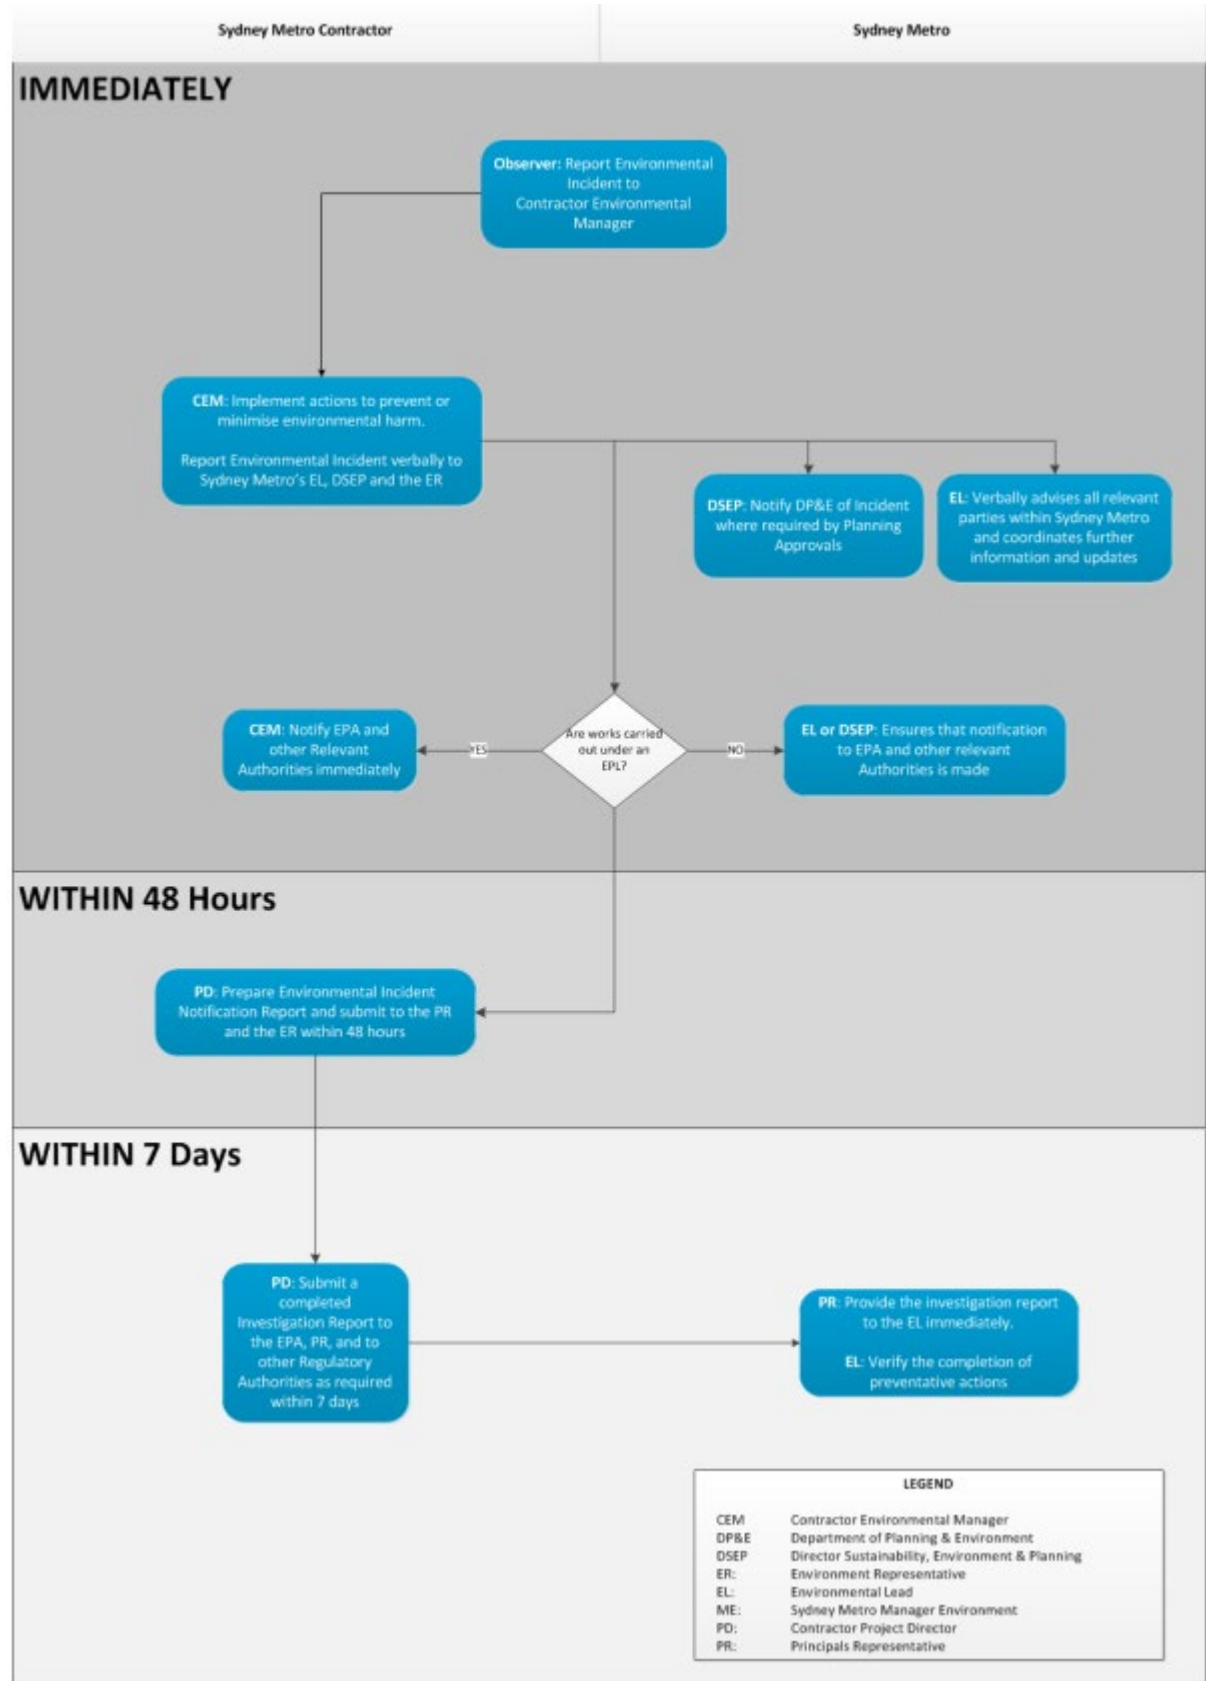 Sydney Metro Contractor
Sydney Metro
IMMEDIATELY
Observer: Report Environmental
Incident to
Contractor Environmental
Manager
CEM: Implement actions to prevent or
minimise environmental harm.
Report Environmental Incident verbally to
Sydney Metro's EL, DSEP and the ER
DSEP: Notify DP&E of Incident
where required by Planning
Approvals
EL: Verbally advises all relevant
parties within Sydney Metro
and coordinates further
information and updates
CEM: Notify EPA and
other Relevant
Authorities immediately
YES
Are works carried
out under an
EPL?
NO
EL or DSEP: Ensures that notification
to EPA and other relevant
Authorities is made
WITHIN 48 Hours
PD: Prepare Environmental Incident
Notification Report and submit to the PR
and the ER within 48 hours
WITHIN 7 Days
PD: Submit a
completed
Investigation Report to
the EPA, PR, and to
other Regulatory
Authorities as required
within 7 days
PR: Provide the investigation report
to the EL immediately.
EL: Verify the completion of
preventative actions
LEGEND
CEM Contractor Environmental Manager
DP&E Department of Planning & Environment
DSEP Director Sustainability, Environment & Planning
ER: Environment Representative
EL: Environmental Lead
ME: Sydney Metro Manager Environment
PD: Contractor Project Director
PR: Principals Representative